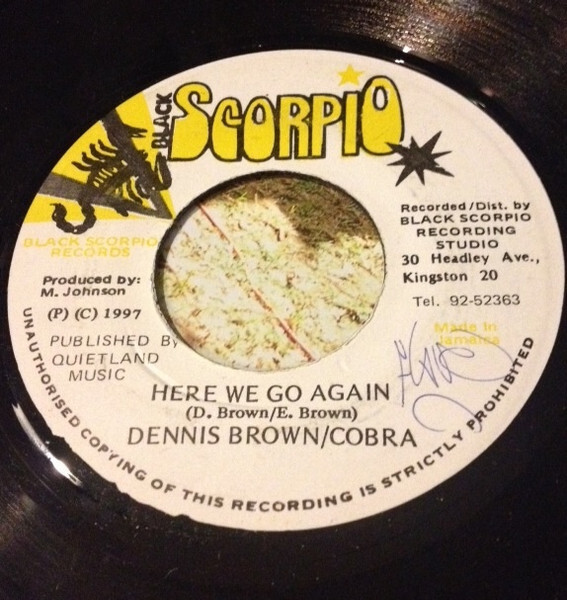 BLACK SCORPIO
BLACK SCORPIO
RECORDS
Produced by:
M. Johnson
(P) (C) 1997
PUBLISHED BY
QUIETLAND
MUSIC
Recorded/Dist. by
BLACK SCORPIO
RECORDING
STUDIO
30 Headley Ave.,
Kingston 20
Tel. 92-52363
Made In
Jamaica
HERE WE GO AGAIN
(D. Brown/E. Brown)
DENNIS BROWN/COBRA
UNAUTHORISED COPYING OF THIS RECORDING IS STRICTLY PROHIBITED